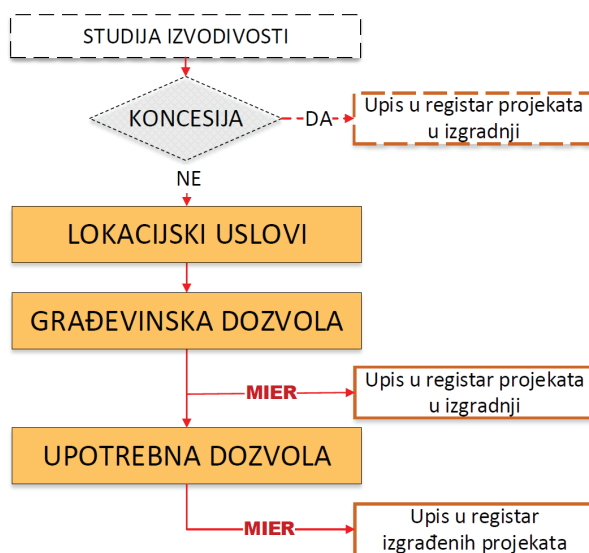 STUDIJA IZVODIVOSTI
KONCESIJA
DA
Upis u registar projekata
u izgradnji
NE
LOKACIJSKI USLOVI
GRAĐEVINSKA DOZVOLA
MIER
Upis u registar projekata
u izgradnji
UPOTREBNA DOZVOLA
MIER
Upis u registar
izgrađenih projekata